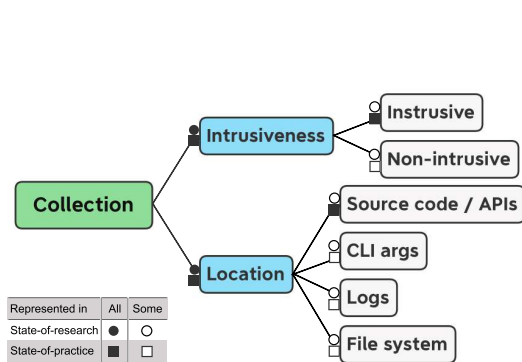 Instrusive
Intrusiveness
Non-intrusive
Collection
Source code / APIs
CLI args
Location
Logs
File system
Represented in All Some
State-of-research
State-of-practice